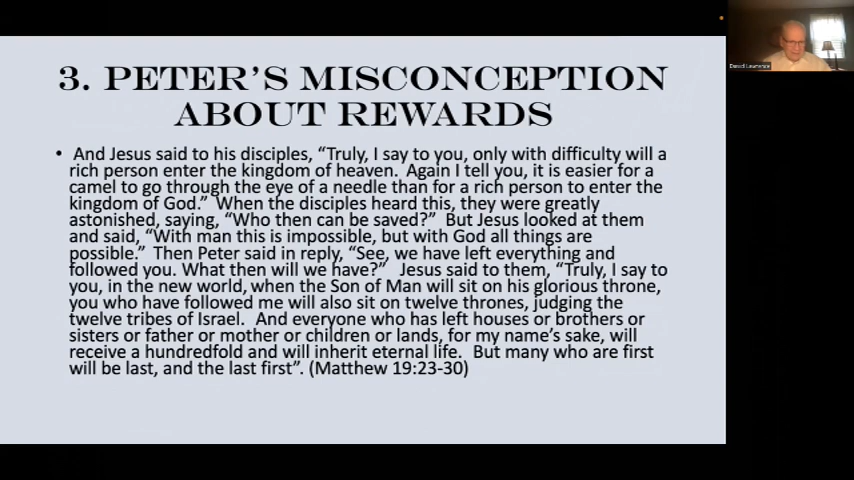 3. PETER'S MISCONCEPTION
ABOUT REWARDS
• And Jesus said to his disciples, “Truly, I say to you, only with difficulty will a
rich person enter the kingdom of heaven.  Again I tell you, it is easier for a
camel to go through the eye of a needle than for a rich person to enter the
kingdom of God.”  When the disciples heard this, they were greatly
astonished, saying, “Who then can be saved?”  But Jesus looked at them
and said, “With man this is impossible, but with God all things are
possible.”  Then Peter said in reply, “See, we have left everything and
followed you. What then will we have?”   Jesus said to them, “Truly, I say to
you, in the new world, when the Son of Man will sit on his glorious throne,
you who have followed me will also sit on twelve thrones, judging the
twelve tribes of Israel.  And everyone who has left houses or brothers or
sisters or father or mother or children or lands, for my name’s sake, will
receive a hundredfold and will inherit eternal life.  But many who are first
will be last, and the last first”. (Matthew 19:23-30)
Lawrence